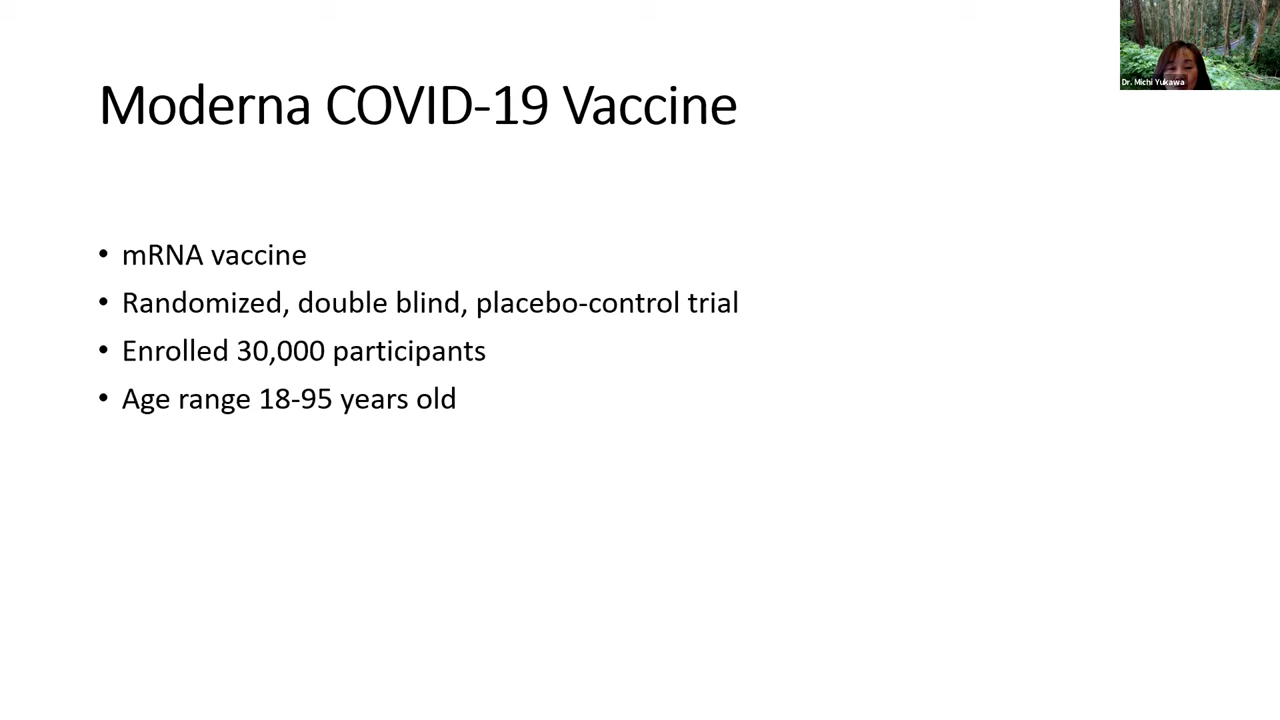 Dr. Michi Yukawa
Moderna COVID-19 Vaccine
• mRNA vaccine
• Randomized, double blind, placebo-control trial
• Enrolled 30,000 participants
• Age range 18-95 years old